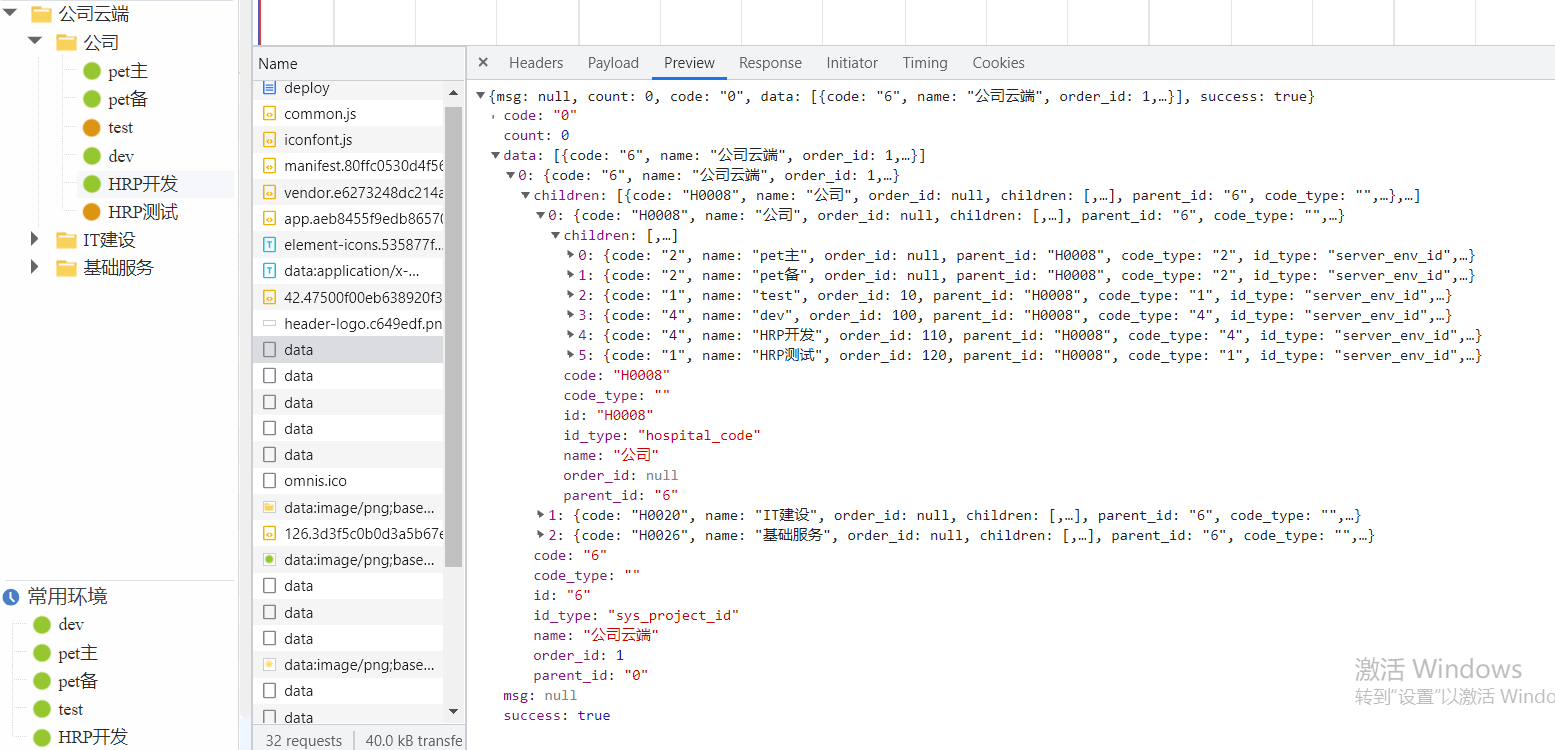 公司云端
公司
pet主
pet备
test
dev
HRP开发
HRP测试
IT建设
基础服务
常用环境
dev
pet主
pet备
test
HRP开发
Name
deploy
common.js
iconfont.js
manifest.80ffc0530d4f56
vendor.e6273248dc214a
app.aeb8455f9edb86570
element-icons.535877f...
data:application/x-...
42.47500f00eb638920f3
header-logo.c649edf.pn
data
data
data
data
data
omnis.ico
data:image/png;base...
126.3d3f5c0b0d3a5b67e
data:image/png;base...
data
data
data
data:image/png;base...
data
data
32 requests
40.0 kB transfe
× Headers Payload Preview Response Initiator Timing Cookies
{msg: null, count: 0, code: "0", data: [{code: "6", name: "公司云端", order_id: 1,…}], success: true}
code: "0"
count: 0
data: [{code: "6", name: "公司云端", order_id: 1,…}]
0: {code: "6", name: "公司云端", order_id: 1,…}
children: [{code: "H0008", name: "公司", order_id: null, children: [,…], parent_id: "6", code_type: "",…},…]
0: {code: "H0008", name: "公司", order_id: null, children: [,…], parent_id: "6", code_type: "",…}
children: [,…]
0: {code: "2", name: "pet主", order_id: null, parent_id: "H0008", code_type: "2", id_type: "server_env_id",…}
1: {code: "2", name: "pet备", order_id: null, parent_id: "H0008", code_type: "2", id_type: "server_env_id",…}
2: {code: "1", name: "test", order_id: 10, parent_id: "H0008", code_type: "1", id_type: "server_env_id",…}
3: {code: "4", name: "dev", order_id: 100, parent_id: "H0008", code_type: "4", id_type: "server_env_id",…}
4: {code: "4", name: "HRP开发", order_id: 110, parent_id: "H0008", code_type: "4", id_type: "server_env_id",…}
5: {code: "1", name: "HRP测试", order_id: 120, parent_id: "H0008", code_type: "1", id_type: "server_env_id",…}
code: "H0008"
code_type: ""
id: "H0008"
id_type: "hospital_code"
name: "公司"
order_id: null
parent_id: "6"
1: {code: "H0020", name: "IT建设", order_id: null, children: [,…], parent_id: "6", code_type: "",…}
2: {code: "H0026", name: "基础服务", order_id: null, children: [,…], parent_id: "6", code_type: "",…}
code: "6"
code_type: ""
id: "6"
id_type: "sys_project_id"
name: "公司云端"
order_id: 1
parent_id: "0"
msg: null
success: true
激活 Windows
转到"设置"以激活 Windo